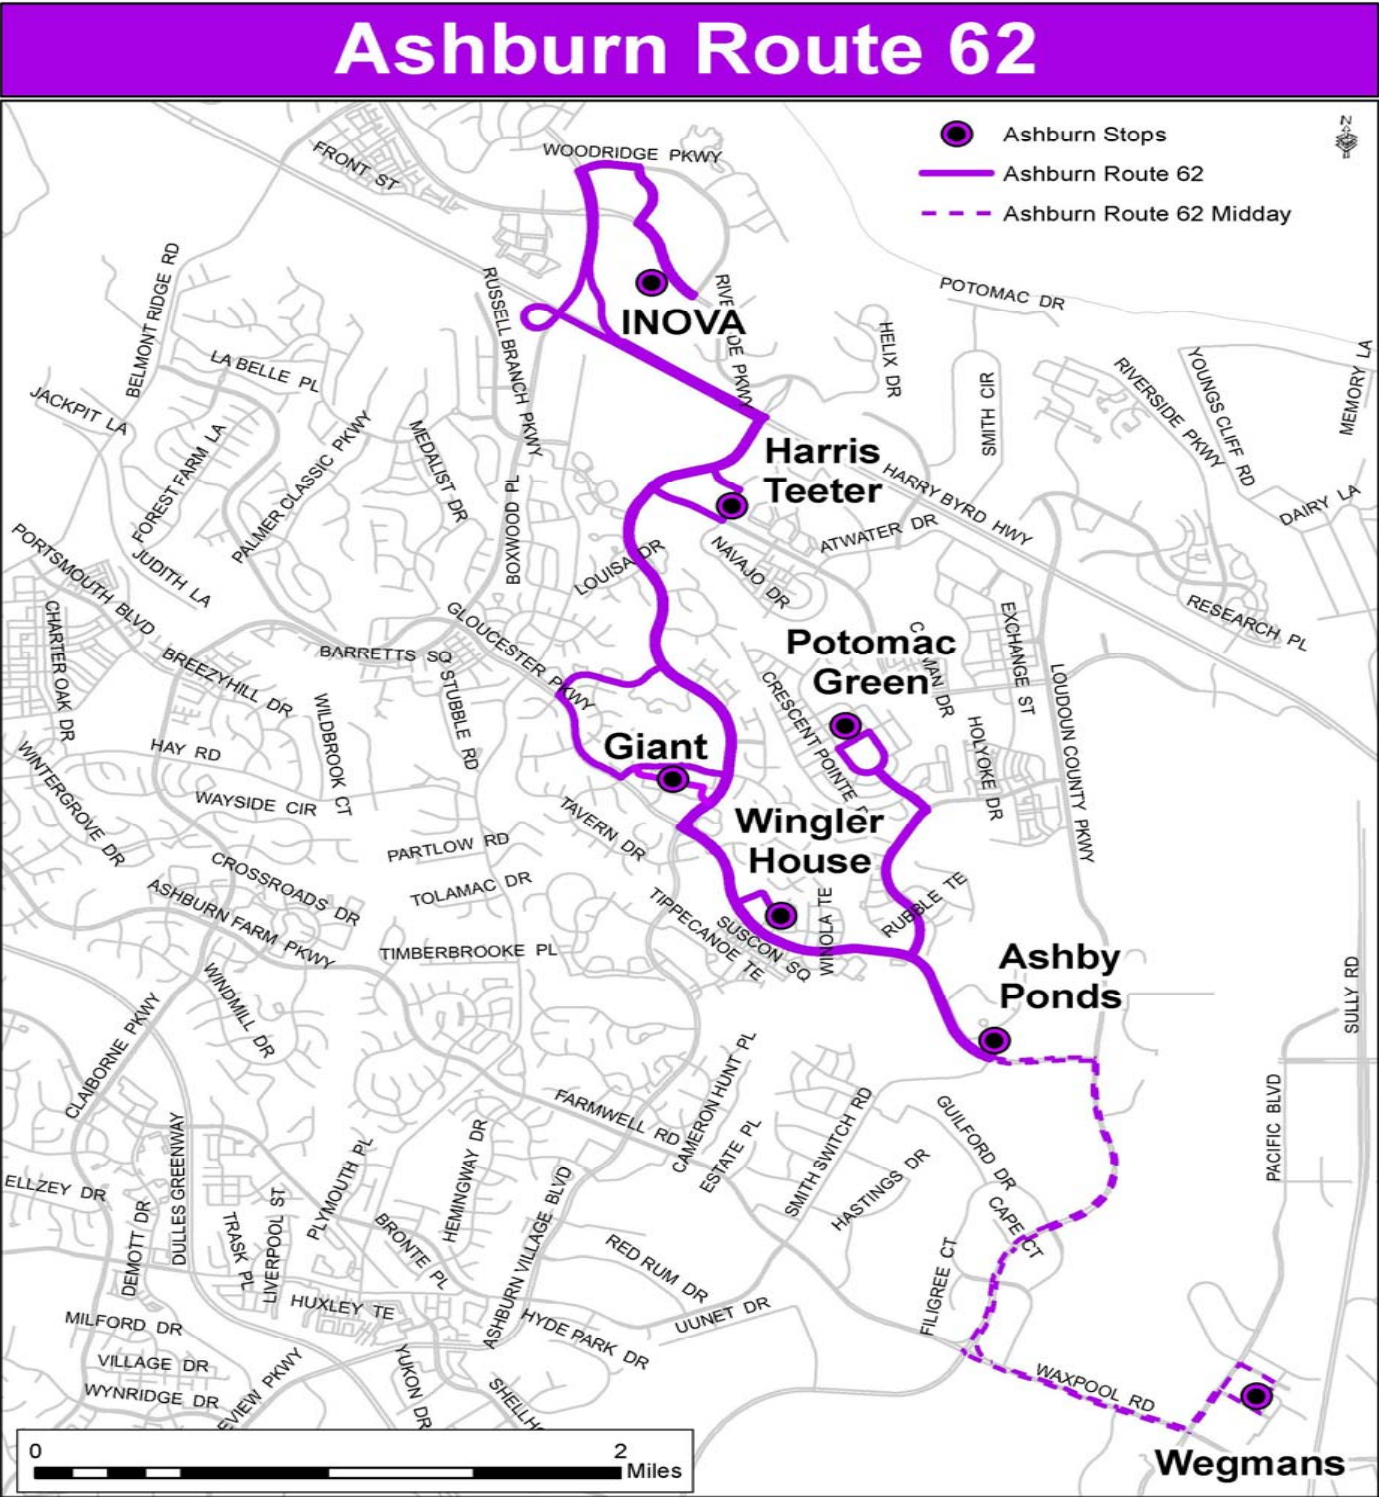 Ashburn Route 62
Ashburn Stops
Ashburn Route 62
Ashburn Route 62 Midday
N
WOODRIDGE PKWY
FRONT ST
BELMONT RIDGE RD
RUSSELL BRANCH PKWY
INOVA
POTOMAC DR
HELIX DR
SMITH CIR
RIVERSIDE PKWY
YOUNGS CLIFF RD
MEMORY LA
LA BELLE PL
JACKPIT LA
FOREST FARM LA
PALMER CLASSIC PKWY
MEDALIST DR
BOXWOOD PL
Harris
Teeter
HARRY BYRD HWY
DAIRY LA
ATWATER DR
PORTSMOUTH BLVD
JUDITH LA
LOUISA DR
NAVAJO DR
RESEARCH PL
CHARTER OAK DR
BREEZYHILL DR
BARRETTS SQ
GLOUCESTER PKWY
Potomac
Green
EXCHANGE ST
LOUDOUN COUNTY PKWY
WILDBROOK CT
STUBBLE RD
CRESCENT POINTE
HOLYOKE DR
WINTERGROVE DR
HAY RD
Giant
WAYSIDE CIR
TAVERN DR
Wingler
House
PARTLOW RD
CROSSROADS DR
TOLAMAC DR
ASHBURN FARM PKWY
TIPPECANOE TE
SUSCON SQ
WINOLA TE
RUBBLE TE
TIMBERBROOKE PL
Ashby
Ponds
SULLY RD
WINDMILL DR
CLAIBORNE PKWY
FARMWELL RD
CAMERON HUNT PL
ESTATE PL
SMITH SWITCH RD
GUILFORD DR
PACIFIC BLVD
HASTINGS DR
ELLZEY DR
DEMOTT DR
DULLES GREENWAY
TRASK PL
LIVERPOOL ST
PLYMOUTH PL
BRONTE PL
HEMINGWAY DR
ASHBURN VILLAGE BLVD
RED RUM DR
CAPE CT
FILIGREE CT
MILFORD DR
HUXLEY TE
HYDE PARK DR
UUNET DR
VILLAGE DR
WYNRIDGE DR
EVIEW PKWY
YUKON DR
WAXPOOL RD
Wegmans
0 2
Miles